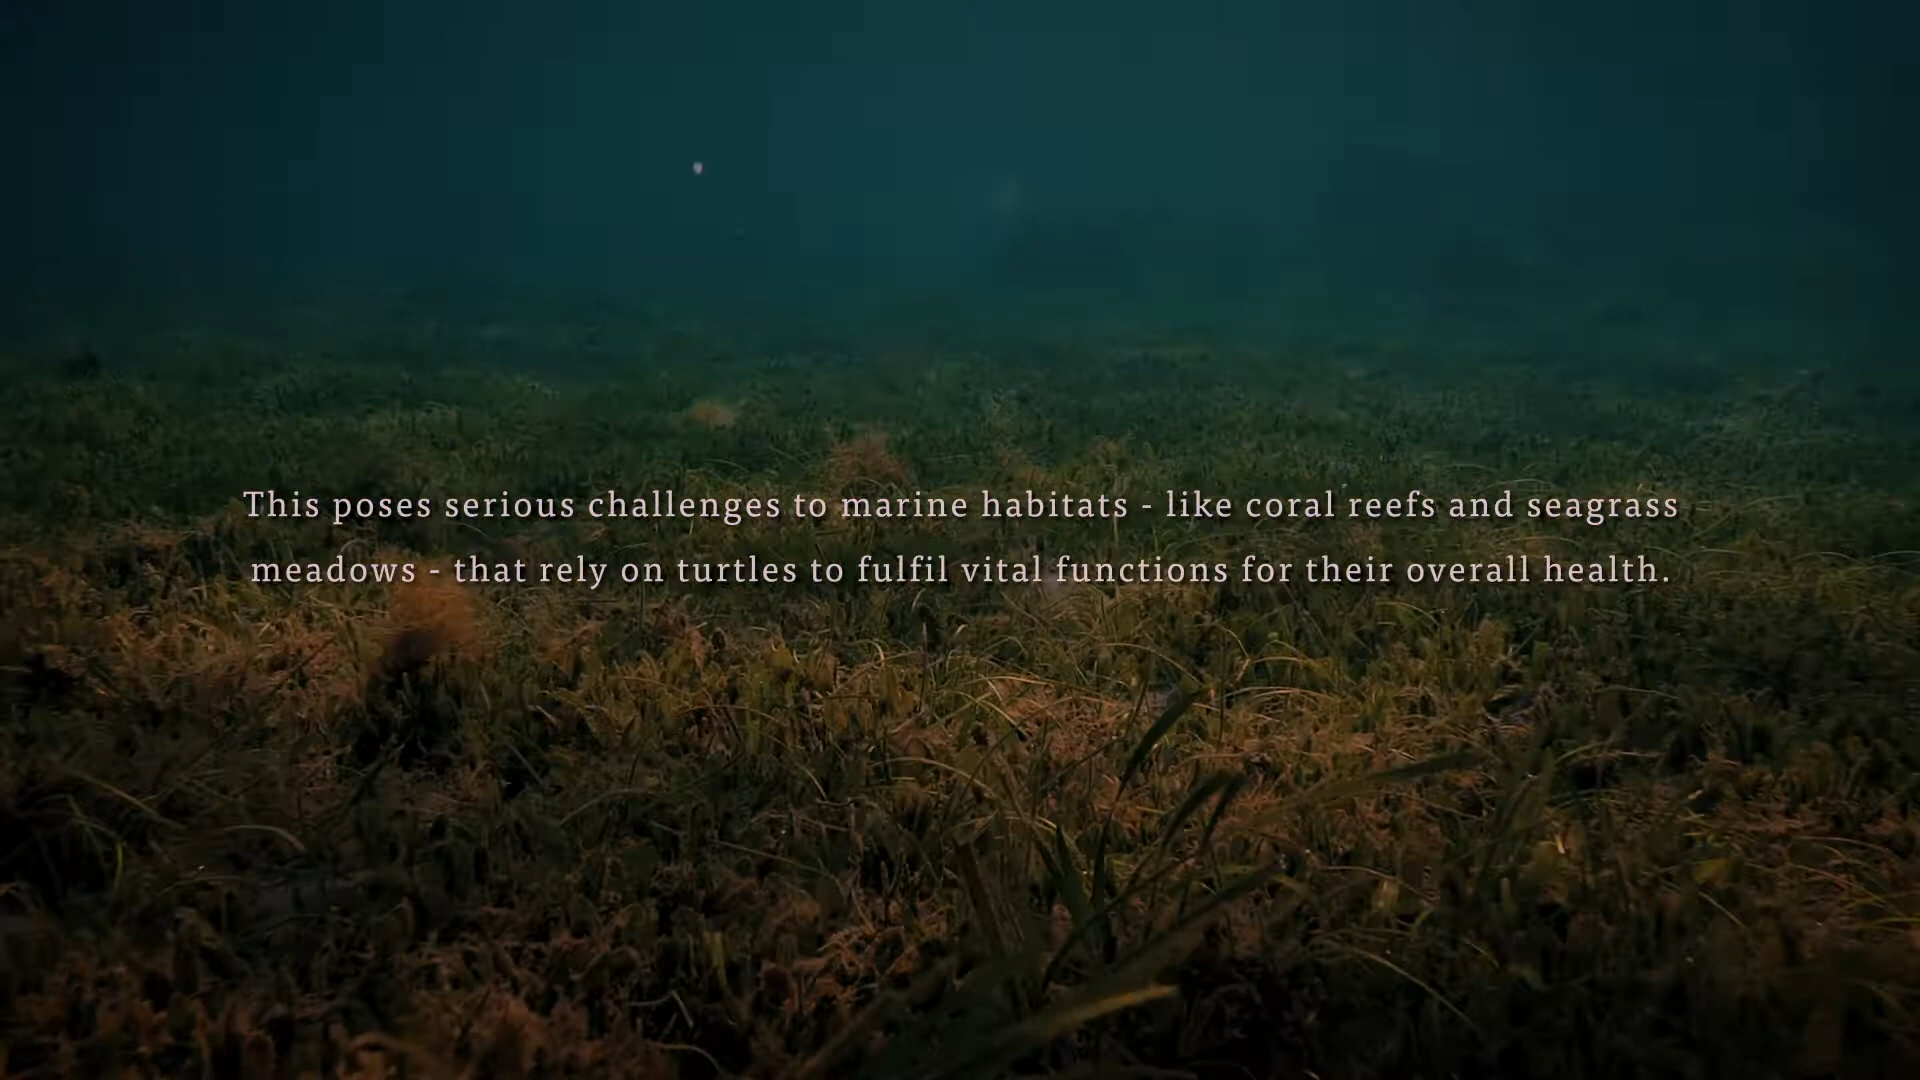 This poses serious challenges to marine habitats - like coral reefs and seagrass
meadows - that rely on turtles to fulfil vital functions for their overall health.